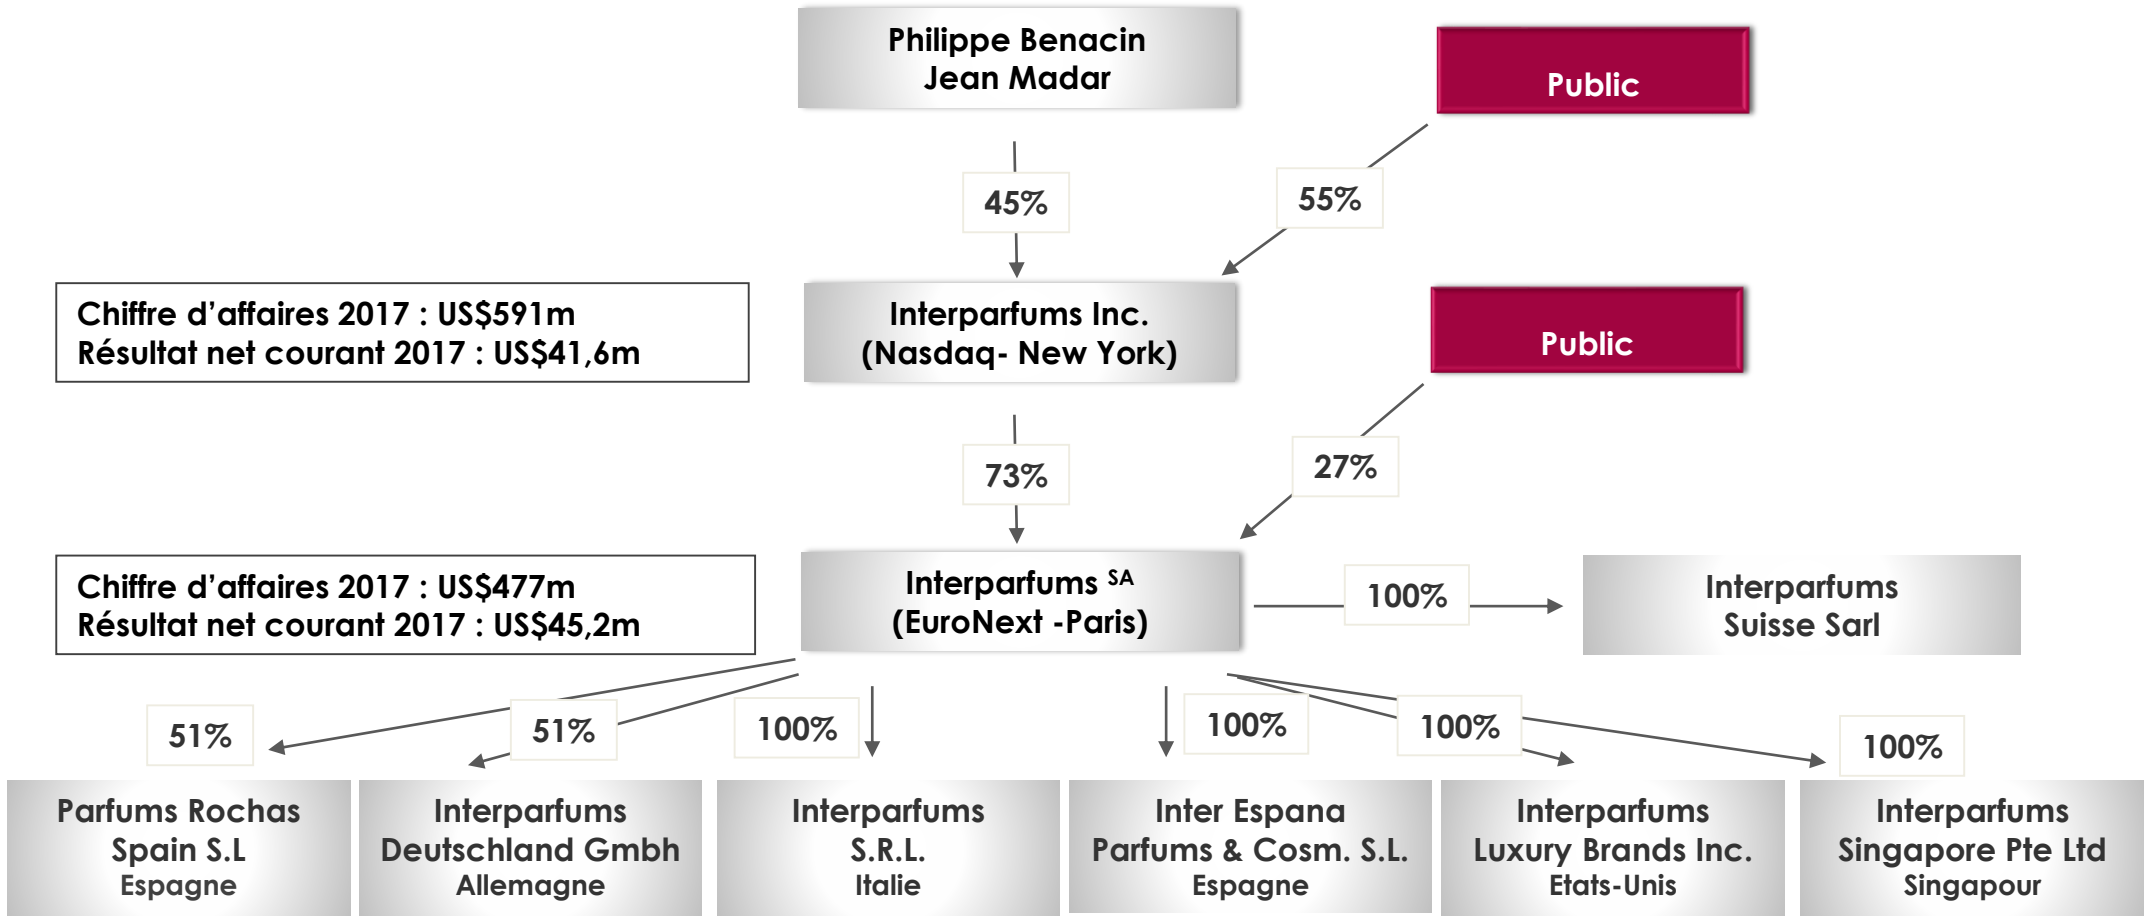 Philippe Benacin
Jean Madar
Public
45%
55%
Chiffre d’affaires 2017 : US$591m
Résultat net courant 2017 : US$41,6m
Interparfums Inc.
(Nasdaq- New York)
Public
73%
27%
Chiffre d’affaires 2017 : US$477m
Résultat net courant 2017 : US$45,2m
Interparfums SA
(EuroNext -Paris)
100%
Interparfums
Suisse Sarl
51%
51%
100%
100%
100%
100%
Parfums Rochas
Spain S.L
Espagne
Interparfums
Deutschland Gmbh
Allemagne
Interparfums
S.R.L.
Italie
Inter Espana
Parfums & Cosm. S.L.
Espagne
Interparfums
Luxury Brands Inc.
Etats-Unis
Interparfums
Singapore Pte Ltd
Singapour